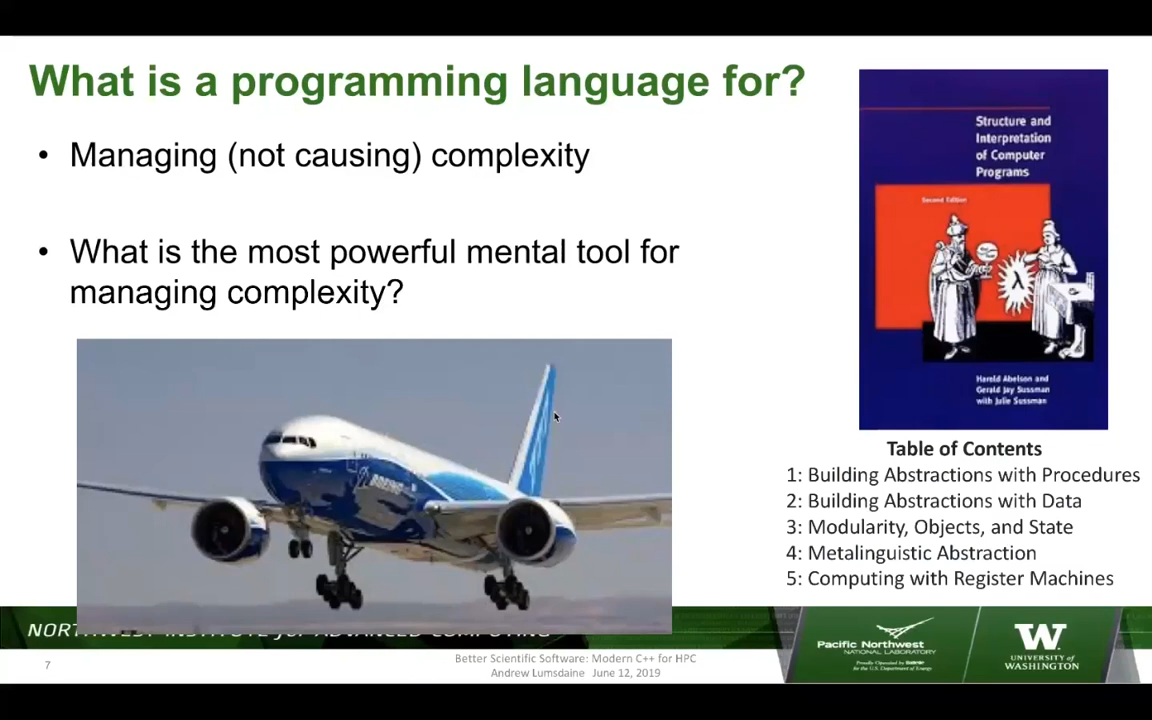 What is a programming language for?
• Managing (not causing) complexity
• What is the most powerful mental tool for
managing complexity?
BOEING
Structure and
Interpretation
of Computer
Programs
Second Edition
λ
Harold Abelson and
Gerald Jay Sussman
with Julie Sussman
Table of Contents
1: Building Abstractions with Procedures
2: Building Abstractions with Data
3: Modularity, Objects, and State
4: Metalinguistic Abstraction
5: Computing with Register Machines
NORTHWEST INSTITUTE for ADVANCED COMPUTING
7
Better Scientific Software: Modern C++ for HPC
Andrew Lumsdaine June 12, 2019
Pacific Northwest
NATIONAL LABORATORY
Proudly Operated by Battelle
for the U.S. Department of Energy
W
UNIVERSITY of
WASHINGTON